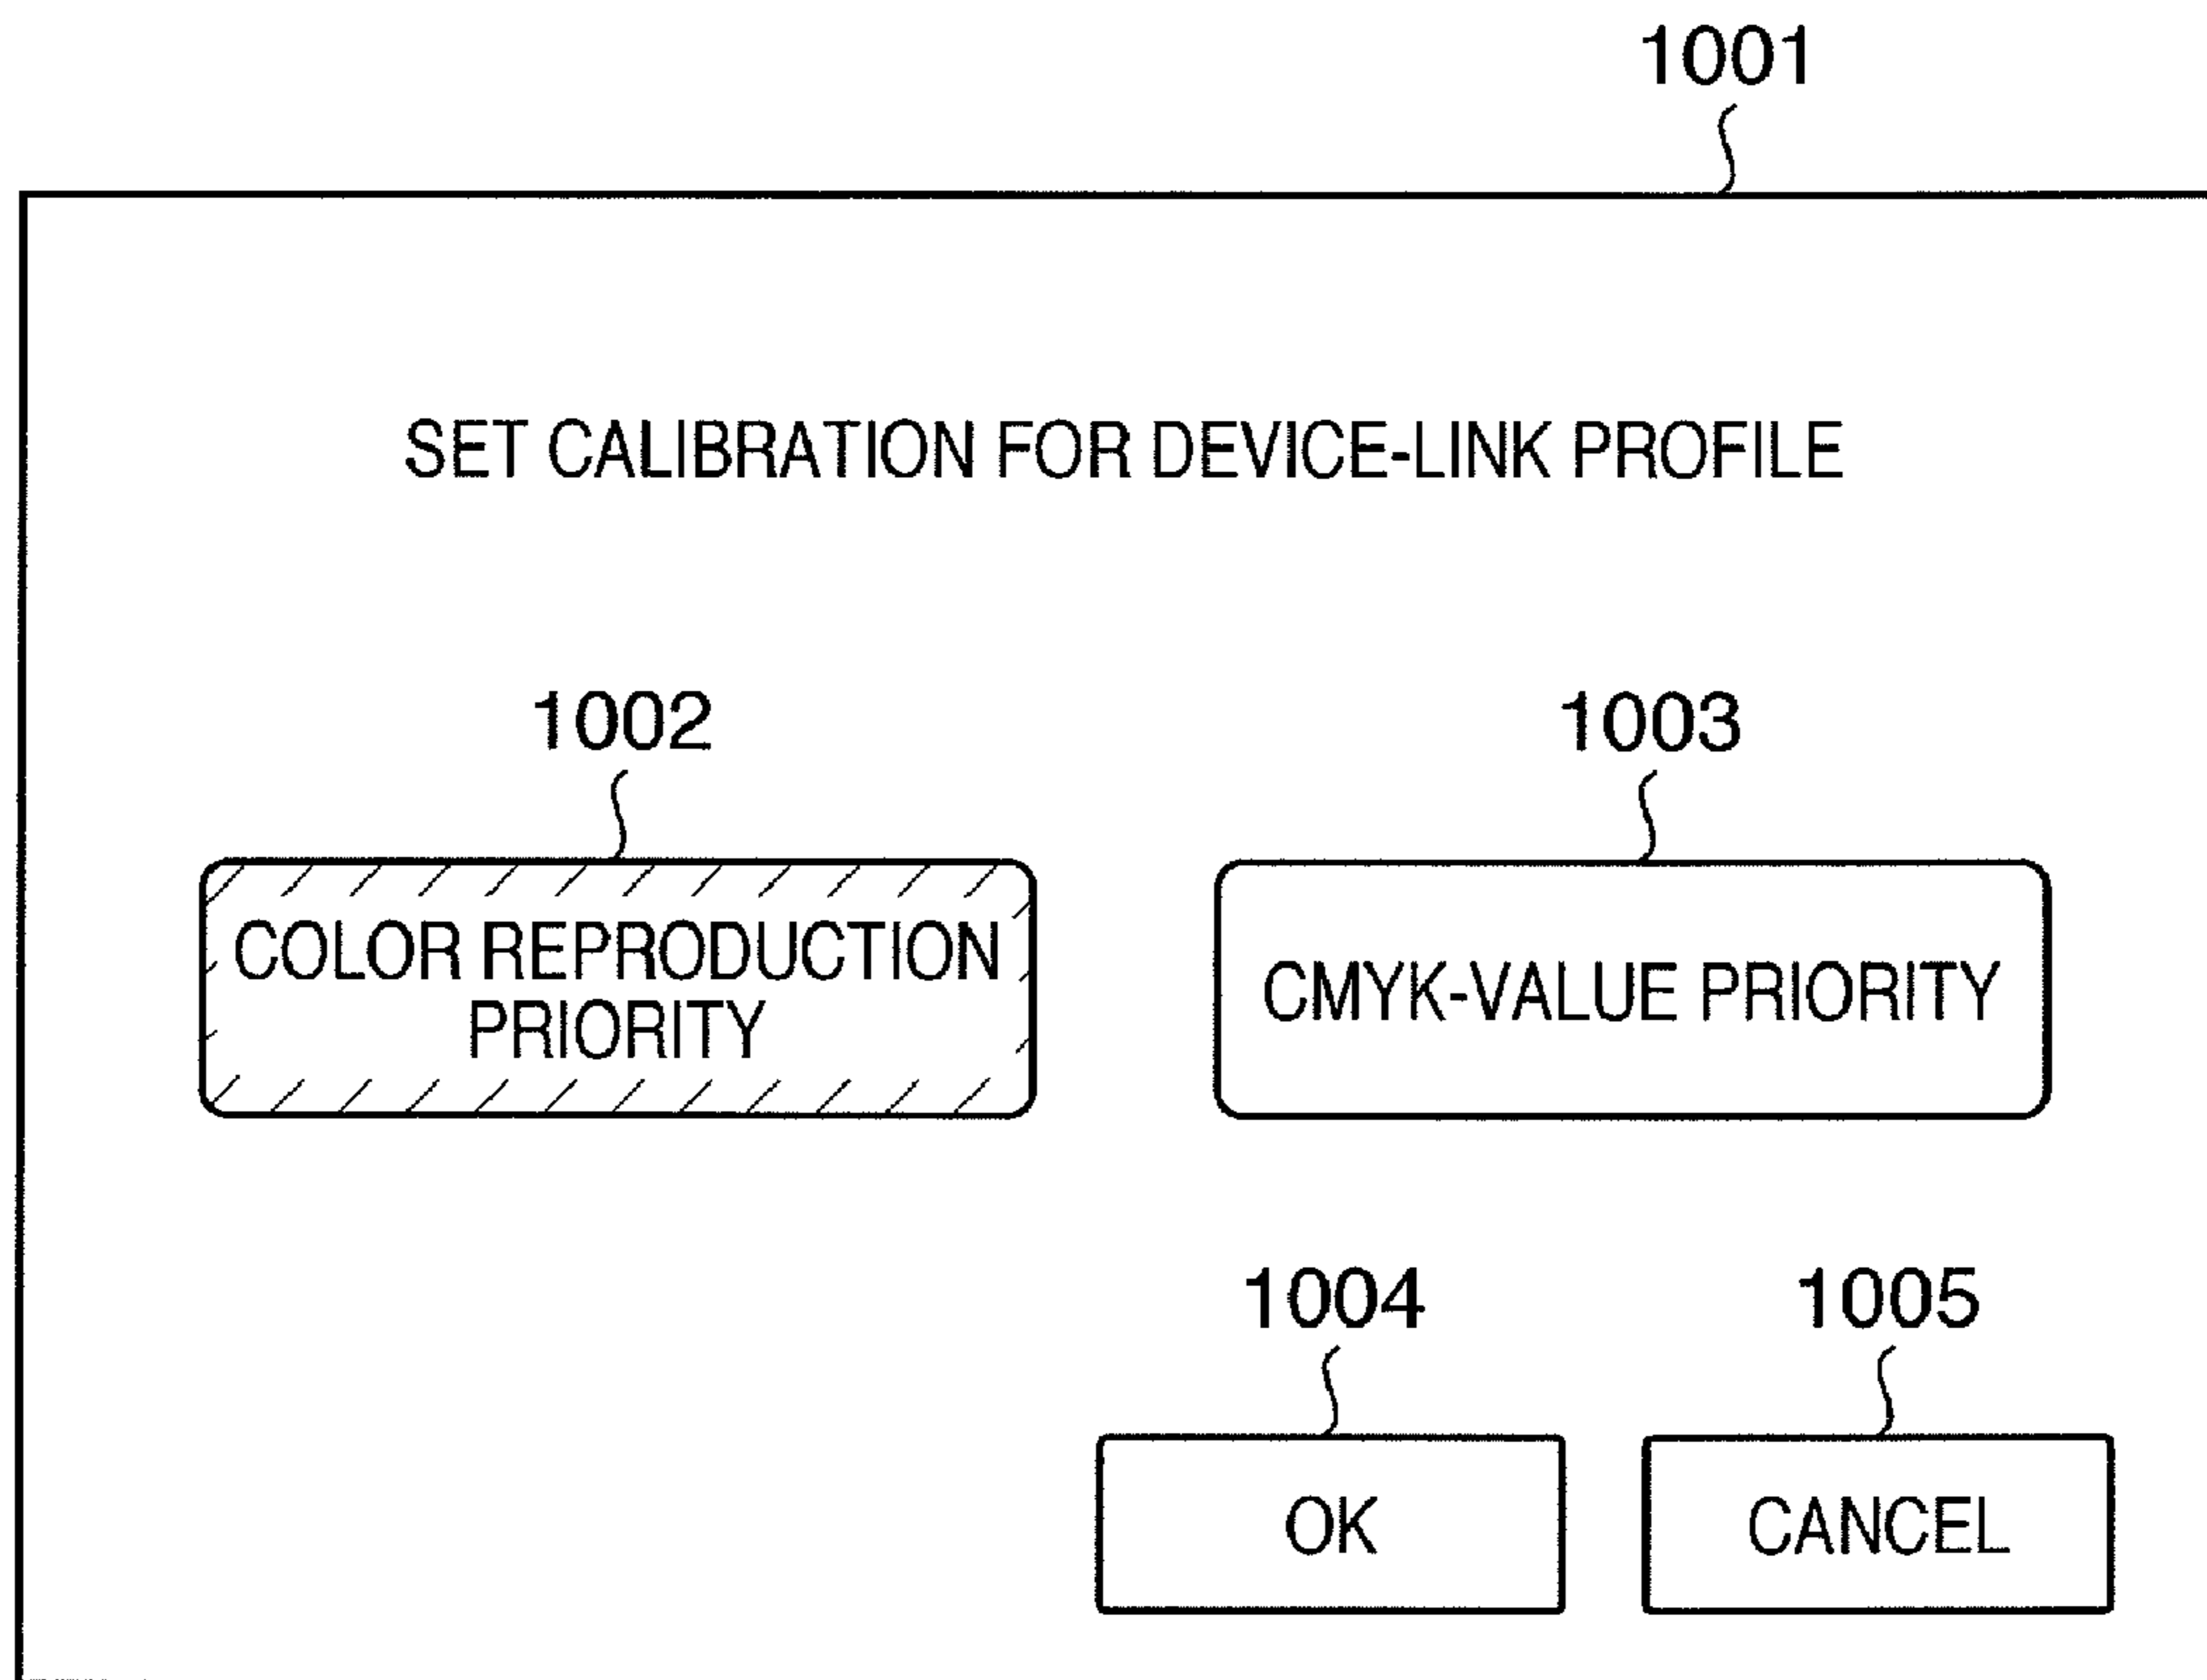 1001
SET CALIBRATION FOR DEVICE-LINK PROFILE
1002
1003
COLOR REPRODUCTION
PRIORITY
CMYK-VALUE PRIORITY
1004
1005
OK
CANCEL